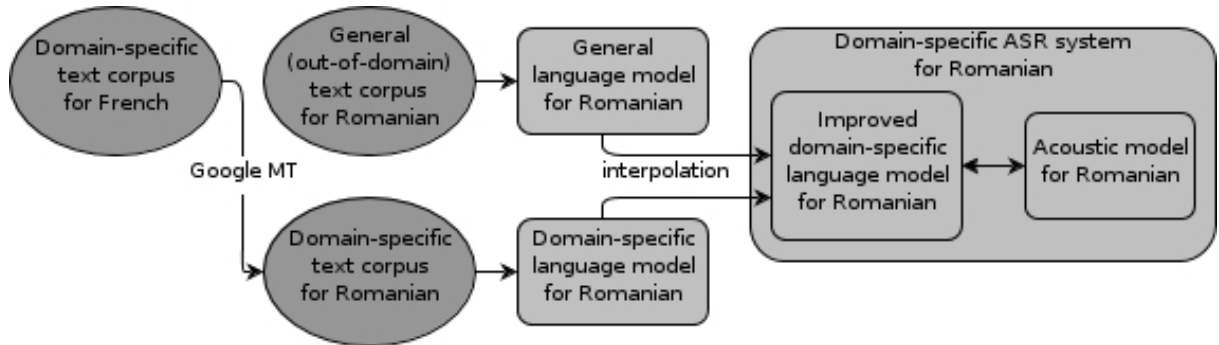 Domain-specific
text corpus
for French
General
(out-of-domain)
text corpus
for Romanian
General
language model
for Romanian
Domain-specific ASR system
for Romanian
Improved
domain-specific
language model
for Romanian
Acoustic model
for Romanian
Google MT
interpolation
Domain-specific
text corpus
for Romanian
Domain-specific
language model
for Romanian